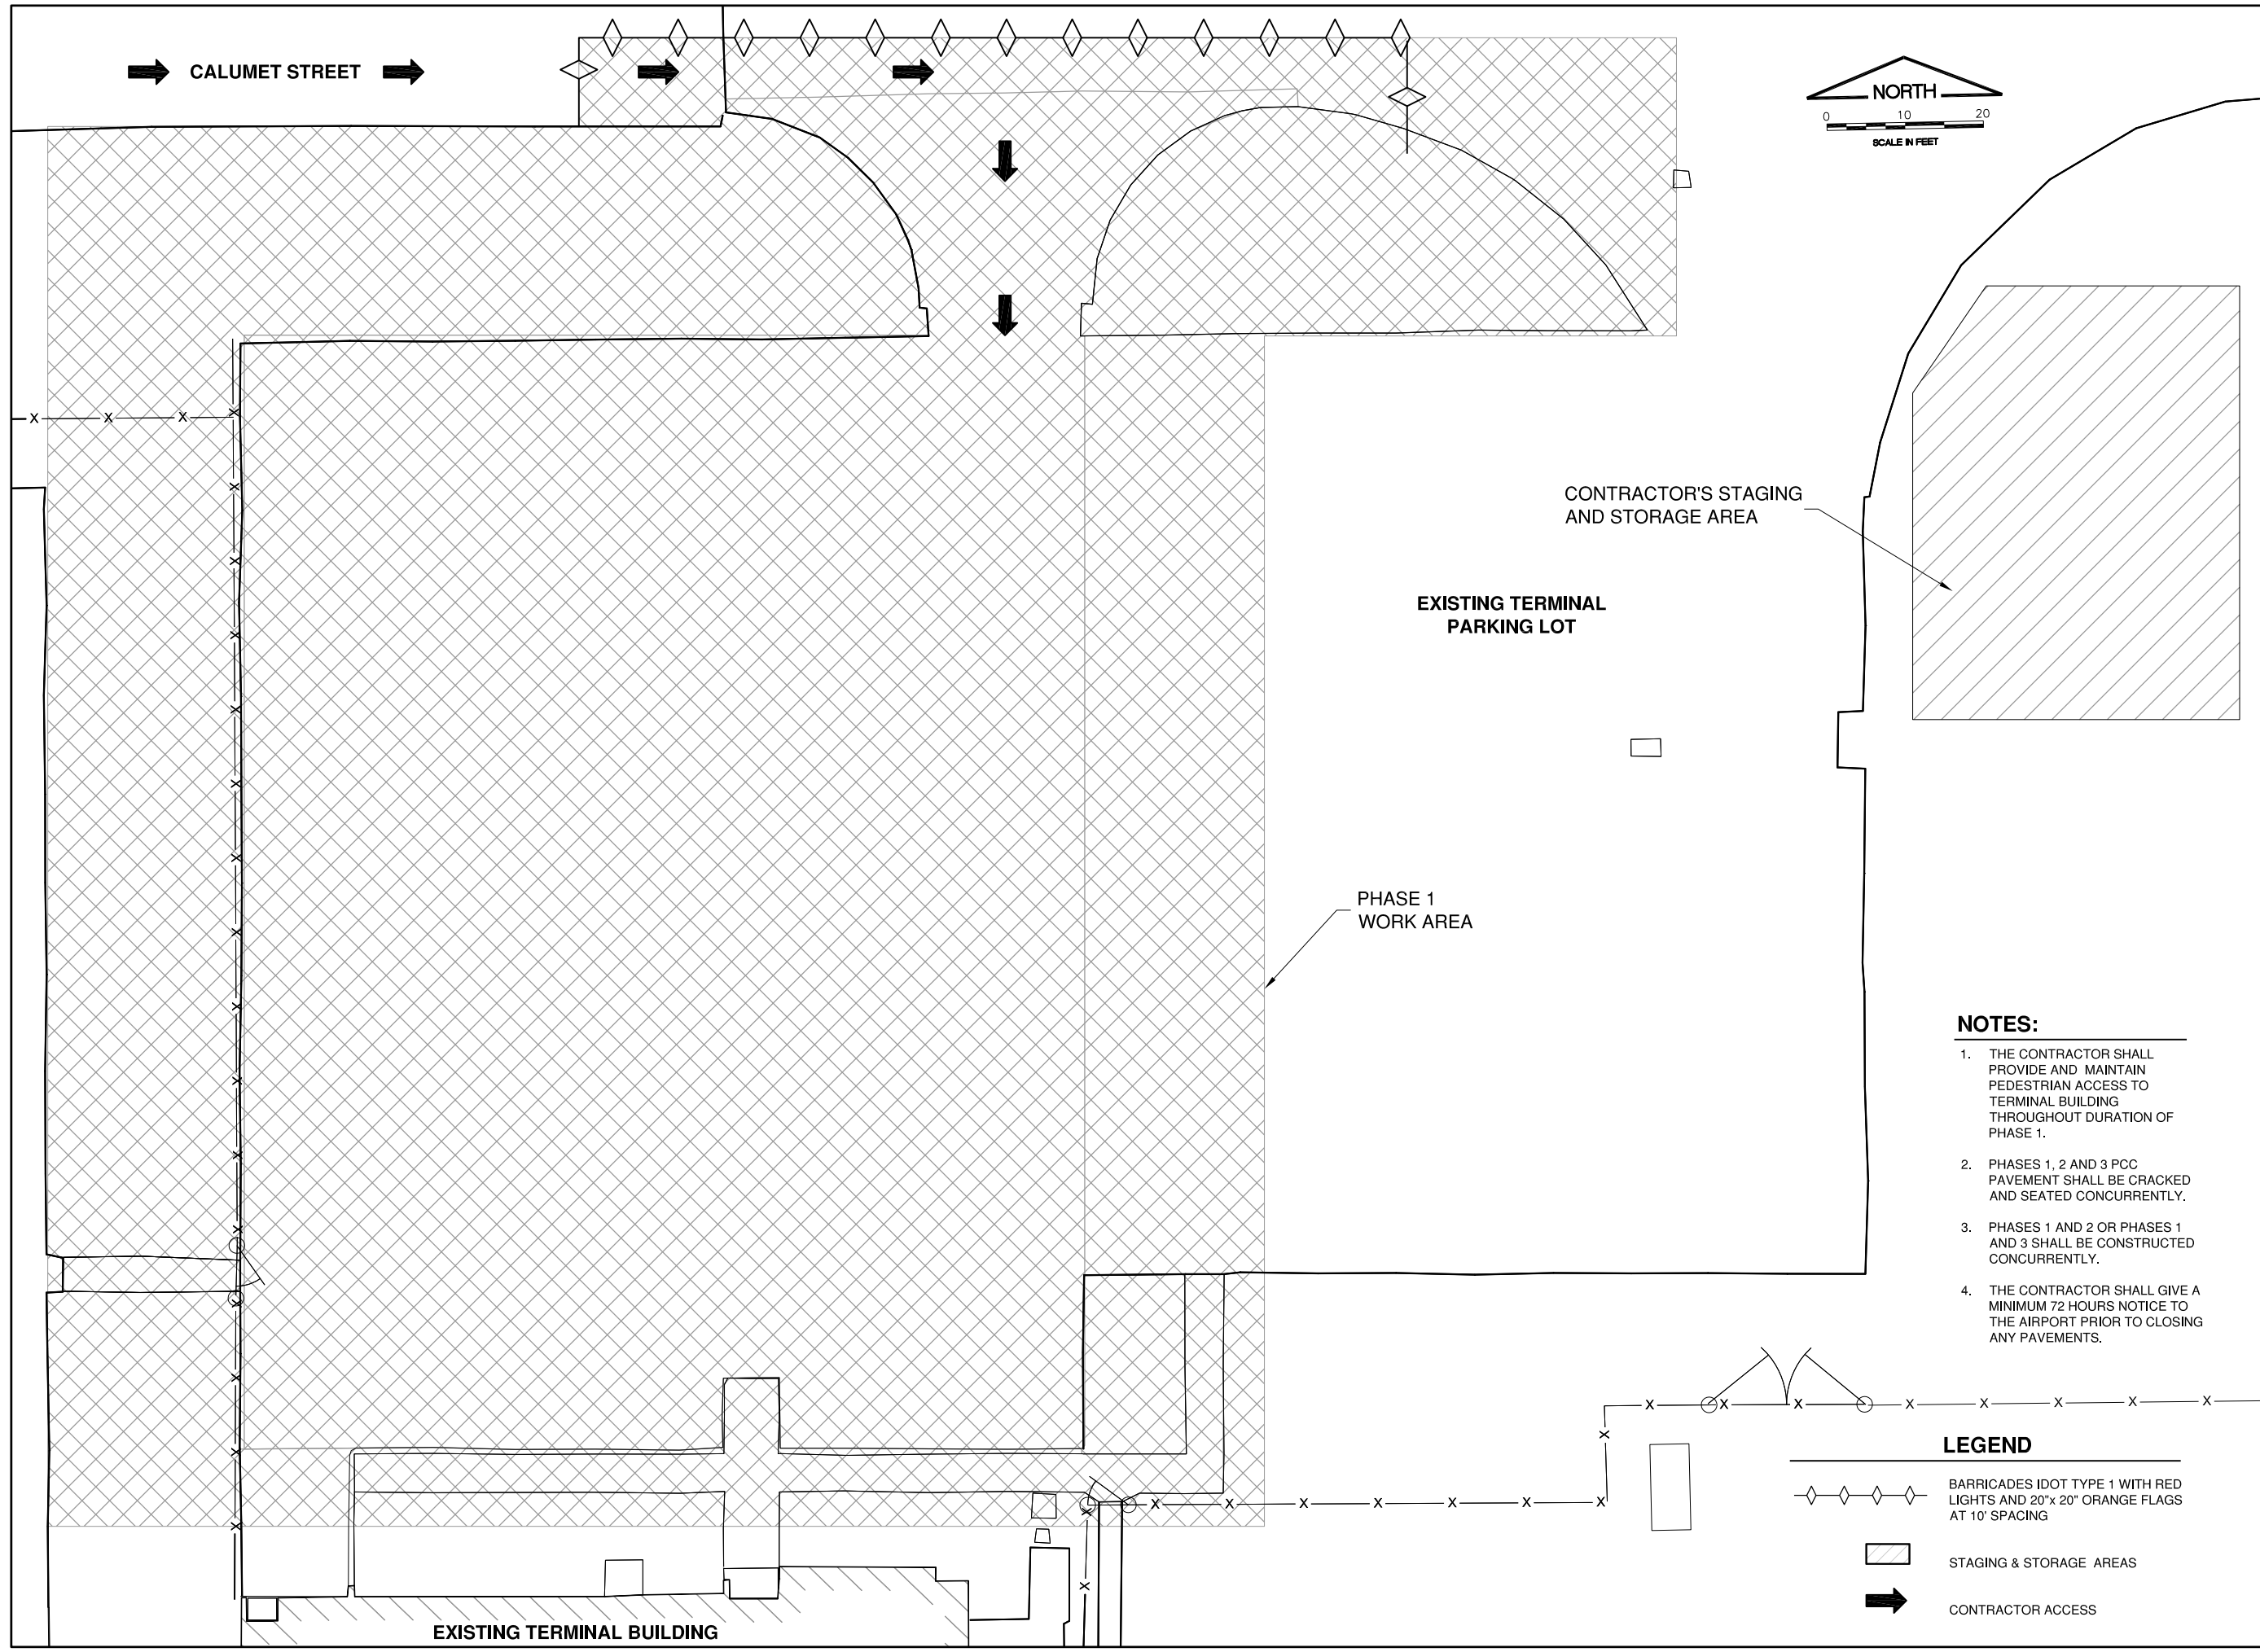 CALUMET STREET
NORTH
0 10 20
SCALE IN FEET
CONTRACTOR'S STAGING
AND STORAGE AREA
EXISTING TERMINAL
PARKING LOT
PHASE 1
WORK AREA
NOTES:
1. THE CONTRACTOR SHALL
PROVIDE AND MAINTAIN
PEDESTRIAN ACCESS TO
TERMINAL BUILDING
THROUGHOUT DURATION OF
PHASE 1.
2. PHASES 1, 2 AND 3 PCC
PAVEMENT SHALL BE CRACKED
AND SEATED CONCURRENTLY.
3. PHASES 1 AND 2 OR PHASES 1
AND 3 SHALL BE CONSTRUCTED
CONCURRENTLY.
4. THE CONTRACTOR SHALL GIVE A
MINIMUM 72 HOURS NOTICE TO
THE AIRPORT PRIOR TO CLOSING
ANY PAVEMENTS.
LEGEND
BARRICADES IDOT TYPE 1 WITH RED
LIGHTS AND 20"x 20" ORANGE FLAGS
AT 10' SPACING
STAGING & STORAGE AREAS
CONTRACTOR ACCESS
EXISTING TERMINAL BUILDING